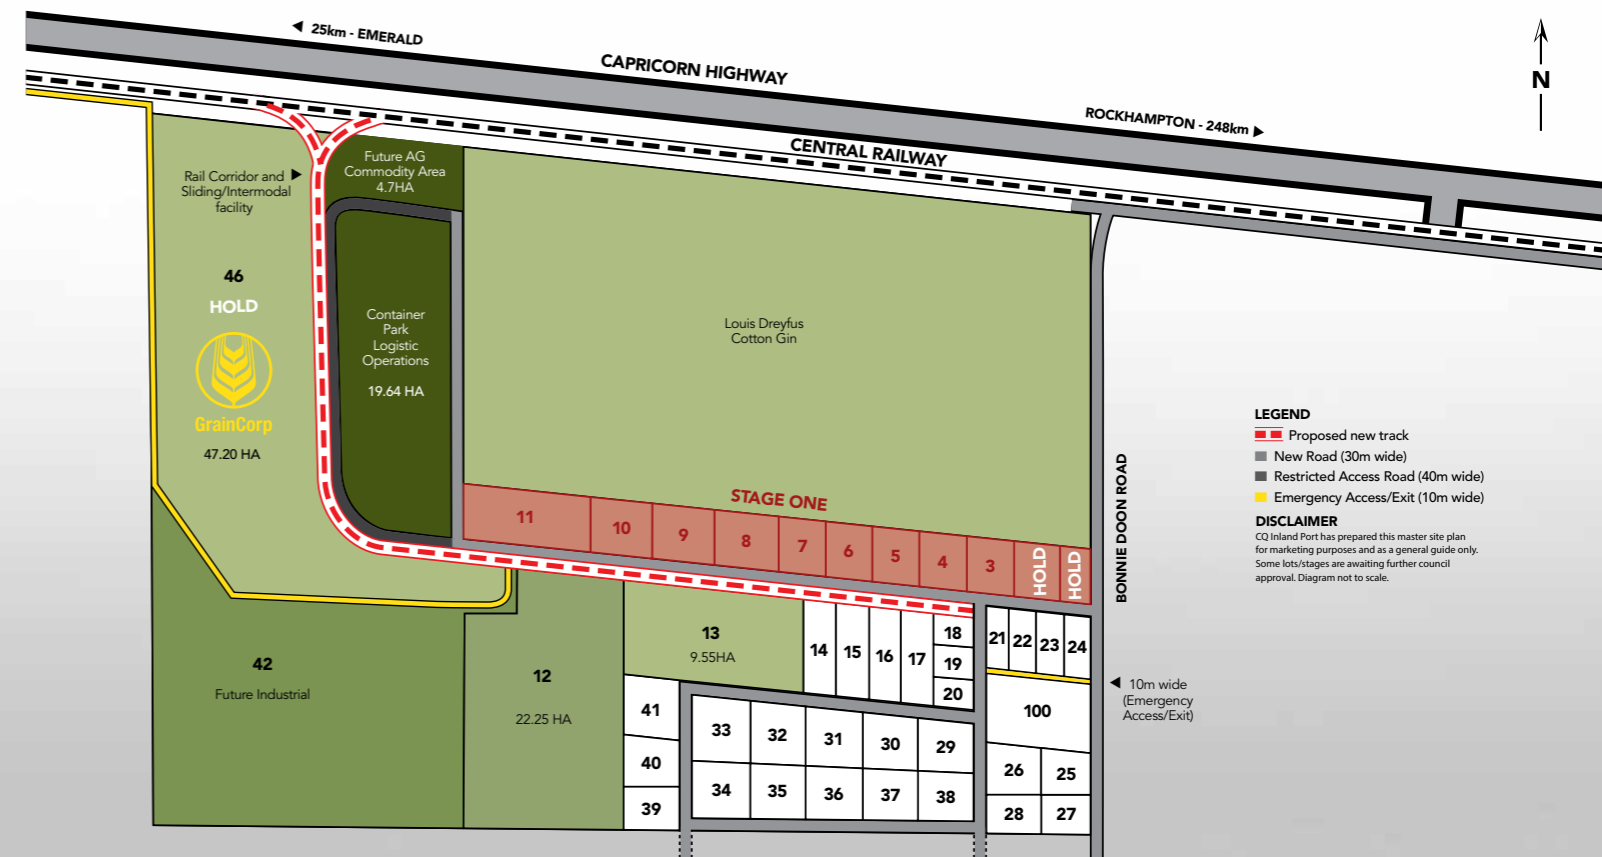 25km - EMERALD
CAPRICORN HIGHWAY
ROCKHAMPTON - 248km
N
CENTRAL RAILWAY
Rail Corridor and
Sliding/Intermodal
facility
Future AG
Commodity Area
4.7HA
46
HOLD
GrainCorp
47.20 HA
Container
Park
Logistic
Operations
19.64 HA
Louis Dreyfus
Cotton Gin
STAGE ONE
11
10
9
8
7
6
5
4
3
HOLD
HOLD
BONNIE DOON ROAD
LEGEND
Proposed new track
New Road (30m wide)
Restricted Access Road (40m wide)
Emergency Access/Exit (10m wide)
DISCLAIMER
CQ Inland Port has prepared this master site plan
for marketing purposes and as a general guide only.
Some lots/stages are awaiting further council
approval. Diagram not to scale.
42
Future Industrial
12
22.25 HA
13
9.55HA
14
15
16
17
18
19
20
21
22
23
24
10m wide
(Emergency
Access/Exit)
100
41
40
39
33
32
31
30
29
34
35
36
37
38
26
25
28
27